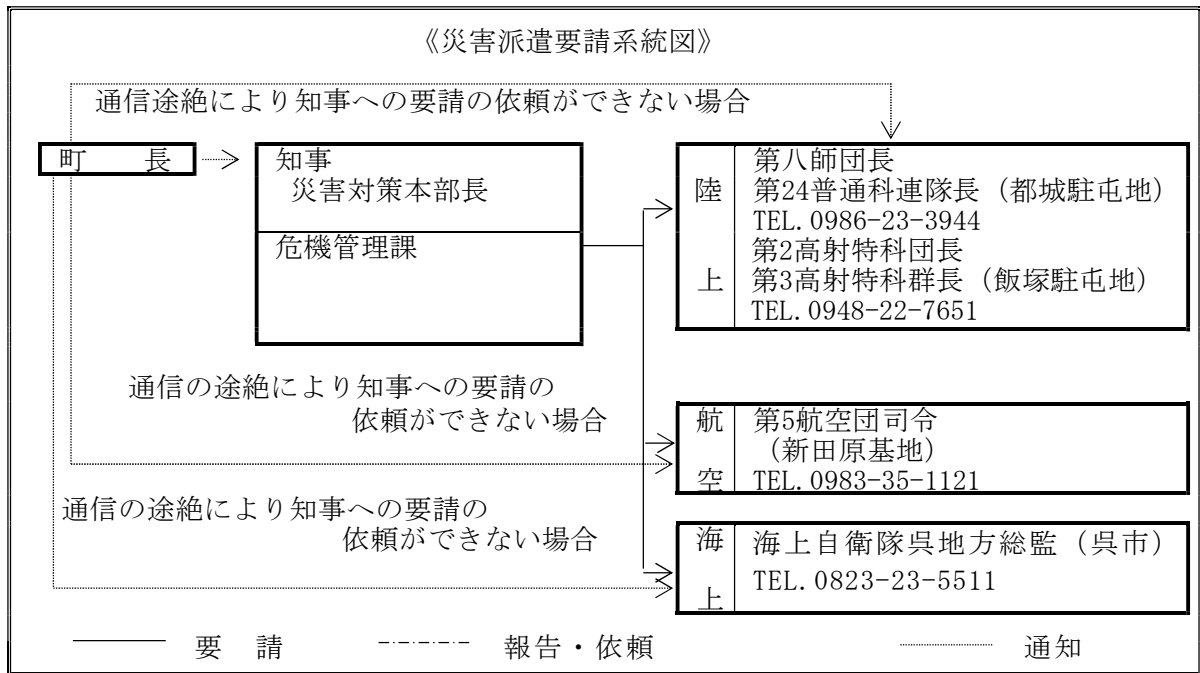 《災害派遣要請系統図》
通信途絶により知事への要請の依頼ができない場合
町　長
知事
災害対策本部長
危機管理課
陸上
第八師団長
第24普通科連隊長（都城駐屯地）
TEL.0986-23-3944
第2高射特科団長
第3高射特科群長（飯塚駐屯地）
TEL.0948-22-7651
通信の途絶により知事への要請の
依頼ができない場合
航空
第5航空団司令
（新田原基地）
TEL.0983-35-1121
通信の途絶により知事への要請の
依頼ができない場合
海上
海上自衛隊呉地方総監（呉市）
TEL.0823-23-5511
要　請
報告・依頼
通知